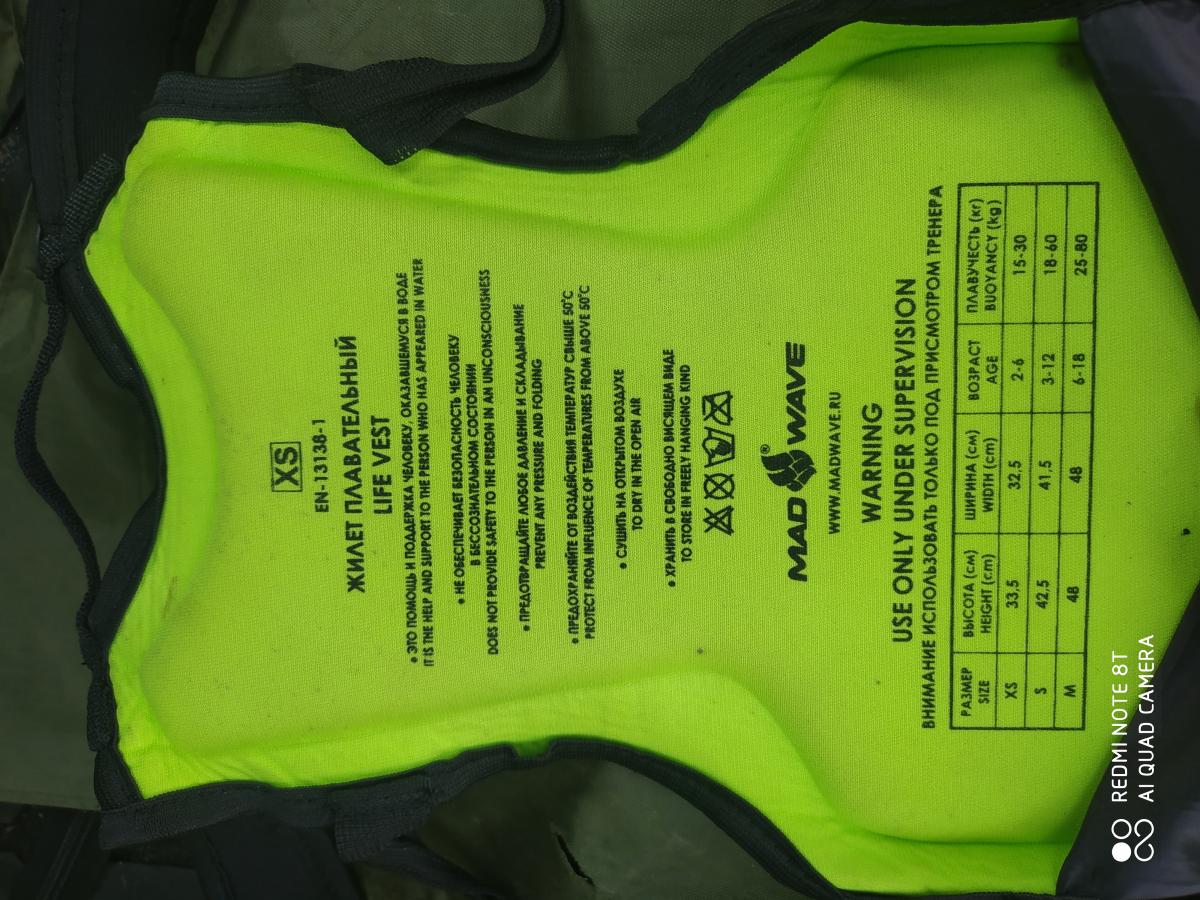 XS
EN-13138-1
ЖИЛЕТ ПЛАВАТЕЛЬНЫЙ
LIFE VEST
• ЭТО ПОМОЩЬ И ПОДДЕРЖКА ЧЕЛОВЕКУ, ОКАЗАВШЕМУСЯ В ВОДЕ
IT IS THE HELP AND SUPPORT TO THE PERSON WHO HAS APPEARED IN WATER
• НЕ ОБЕСПЕЧИВАЕТ БЕЗОПАСНОСТЬ ЧЕЛОВЕКУ
В БЕССОЗНАТЕЛЬНОМ СОСТОЯНИИ
DOES NOT PROVIDE SAFETY TO THE PERSON IN AN UNCONSCIOUSNESS
• ПРЕДОТВРАЩАЙТЕ ЛЮБОЕ ДАВЛЕНИЕ И СКЛАДЫВАНИЕ
PREVENT ANY PRESSURE AND FOLDING
• ПРЕДОХРАНЯЙТЕ ОТ ВОЗДЕЙСТВИЯ ТЕМПЕРАТУР СВЫШЕ 50°C
PROTECT FROM INFLUENCE OF TEMPERATURES FROM ABOVE 50°C
• СУШИТЬ НА ОТКРЫТОМ ВОЗДУХЕ
TO DRY IN THE OPEN AIR
• ХРАНИТЬ В СВОБОДНО ВИСЯЩЕМ ВИДЕ
TO STORE IN FREELY HANGING KIND
MAD WAVE®
WWW.MADWAVE.RU
WARNING
USE ONLY UNDER SUPERVISION
ВНИМАНИЕ ИСПОЛЬЗОВАТЬ ТОЛЬКО ПОД ПРИСМОТРОМ ТРЕНЕРА
РАЗМЕР ВЫСОТА (см) ШИРИНА (см) ВОЗРАСТ ПЛАВУЧЕСТЬ (кг)
SIZE HEIGHT (cm) WIDTH (cm) AGE BUOYANCY (kg)
XS 33,5 32,5 2-6 15-30
S 42,5 41,5 3-12 18-60
M 48 48 6-18 25-80
REDMI NOTE 8T
AI QUAD CAMERA